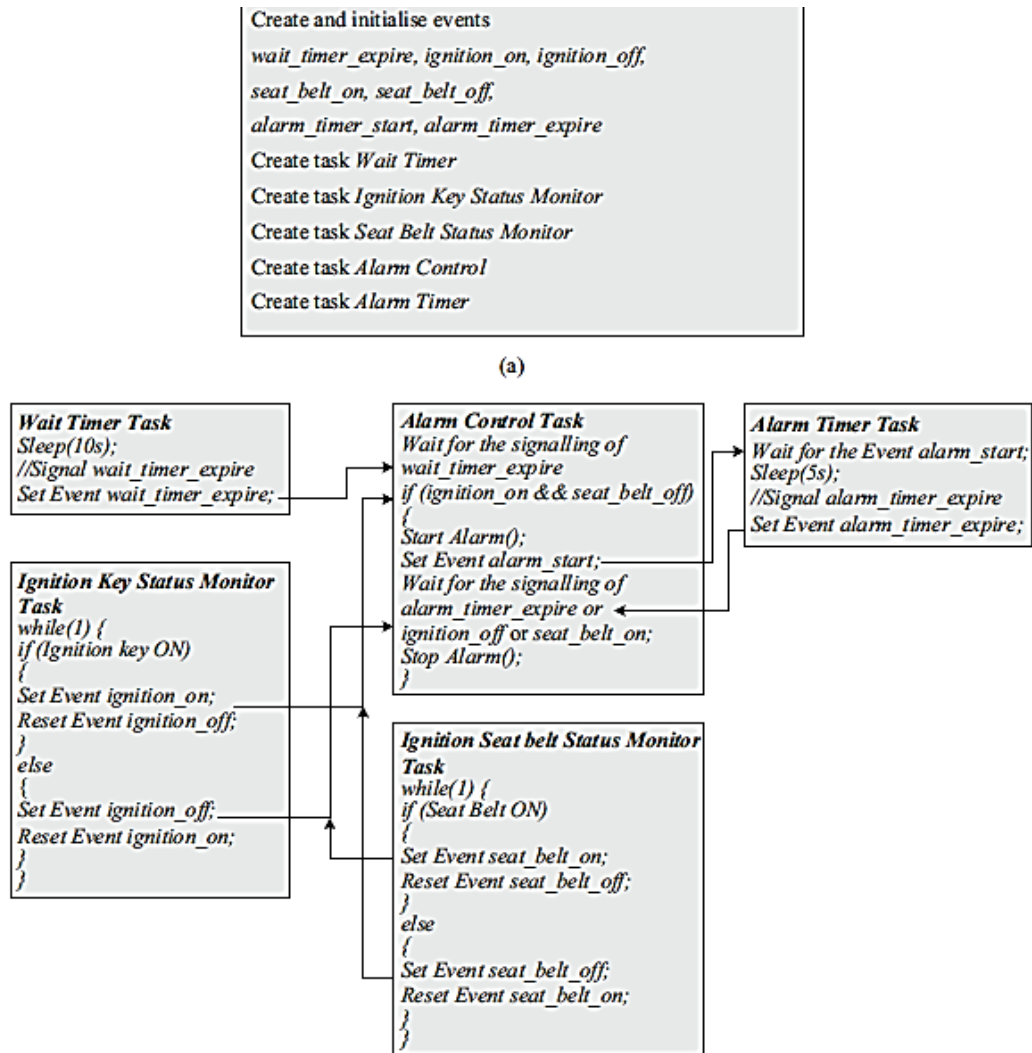 Create and initialise events
wait_timer_expire, ignition_on, ignition_off,
seat_belt_on, seat_belt_off,
alarm_timer_start, alarm_timer_expire
Create task Wait Timer
Create task Ignition Key Status Monitor
Create task Seat Belt Status Monitor
Create task Alarm Control
Create task Alarm Timer
(a)
Wait Timer Task
Sleep(10s);
//Signal wait_timer_expire
Set Event wait_timer_expire;
Ignition Key Status Monitor
Task
while(1) {
if (Ignition key ON)
{
Set Event ignition_on;
Reset Event ignition_off;
}
else
{
Set Event ignition_off;
Reset Event ignition_on;
}
}
Alarm Control Task
Wait for the signalling of
wait_timer_expire
if (ignition_on && seat_belt_off)
{
Start Alarm();
Set Event alarm_start;
Wait for the signalling of
alarm_timer_expire or
ignition_off or seat_belt_on;
Stop Alarm();
}
Ignition Seat belt Status Monitor
Task
while(1) {
if (Seat Belt ON)
{
Set Event seat_belt_on;
Reset Event seat_belt_off;
}
else
{
Set Event seat_belt_off;
Reset Event seat_belt_on;
}
}
Alarm Timer Task
Wait for the Event alarm_start;
Sleep(5s);
//Signal alarm_timer_expire
Set Event alarm_timer_expire;